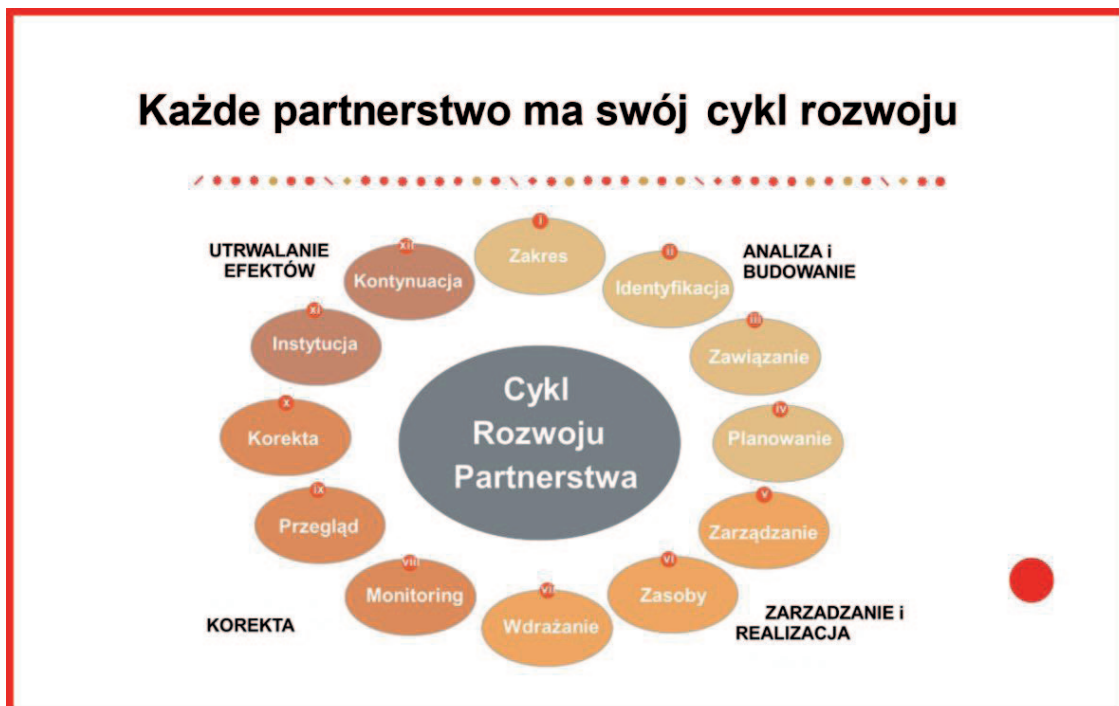 Każde partnerstwo ma swój cykl rozwoju
UTRWALANIE
EFEKTÓW
ANALIZA i
BUDOWANIE
i
Zakres
ii
Identyfikacja
iii
Zawiązanie
iv
Planowanie
v
Zarządzanie
vi
Zasoby
vii
Wdrażanie
viii
Monitoring
ix
Przegląd
x
Korekta
xi
Instytucja
xii
Kontynuacja
Cykl
Rozwoju
Partnerstwa
KOREKTA
ZARZADZANIE i
REALIZACJA